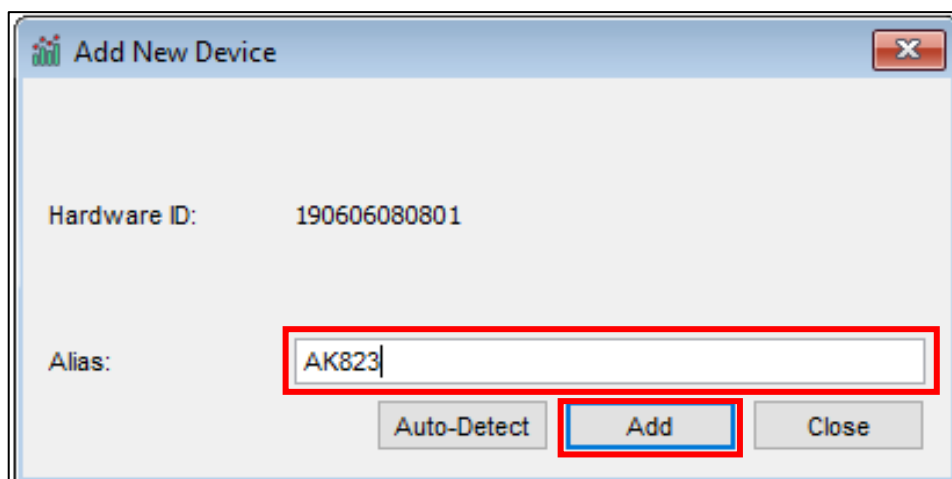 Add New Device
Hardware ID: 190606080801
Alias: AK823
Auto-Detect Add Close